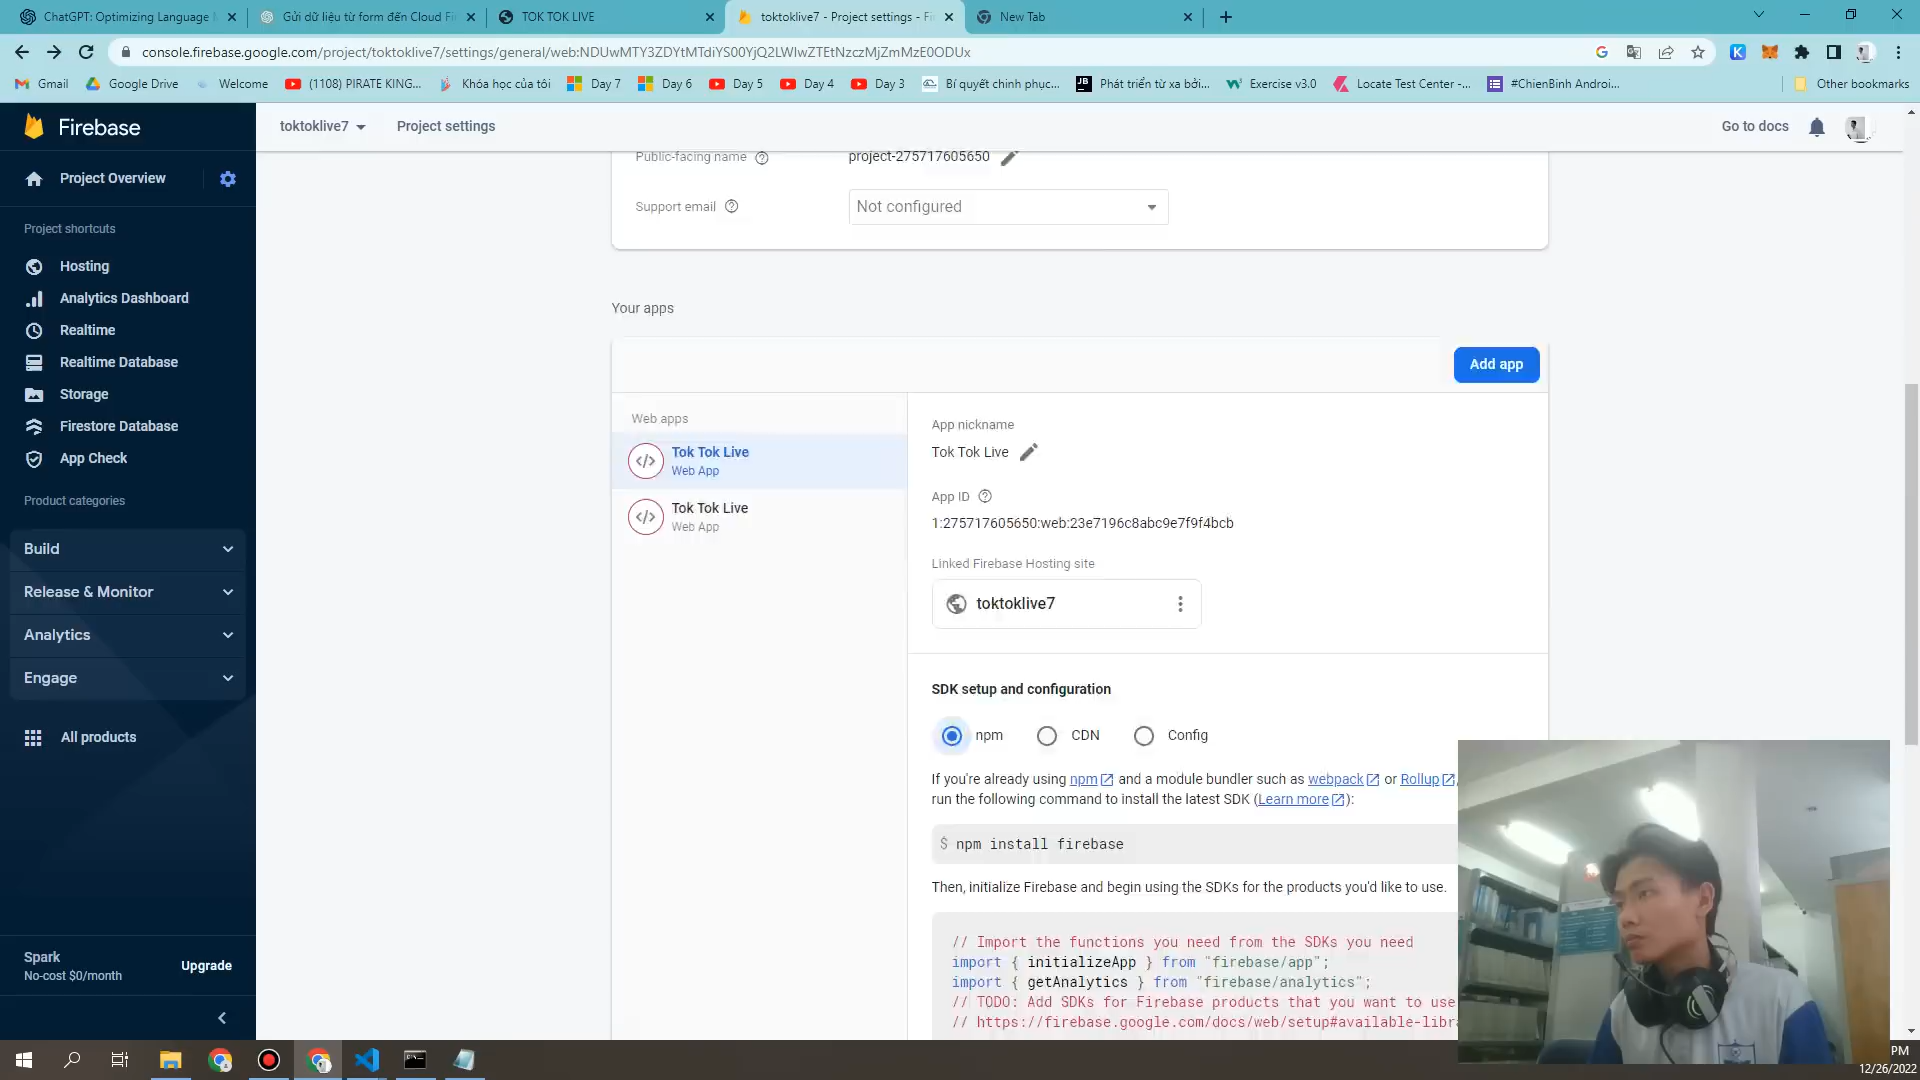 ChatGPT: Optimizing Language
Gửi dữ liệu từ form đến Cloud Fi
TOK TOK LIVE
toktoklive7 - Project settings - Fi
New Tab
console.firebase.google.com/project/toktoklive7/settings/general/web:NDUwMTY3ZDYtMTdiYS00YjQ2LWIwZTEtNzczMjZmMzE0ODUx
Gmail
Google Drive
Welcome
(1108) PIRATE KING...
Khóa học của tôi
Day 7
Day 6
Day 5
Day 4
Day 3
Bí quyết chinh phục...
Phát triển từ xa bởi...
Exercise v3.0
Locate Test Center -...
#ChienBinh Androi...
Other bookmarks
Firebase
toktoklive7
Project settings
Go to docs
Project Overview
Public-facing name
project-275717605650
Support email
Not configured
Project shortcuts
Hosting
Analytics Dashboard
Realtime
Realtime Database
Storage
Firestore Database
App Check
Product categories
Build
Release & Monitor
Analytics
Engage
All products
Spark
No-cost $0/month
Upgrade
Your apps
Add app
Web apps
Tok Tok Live
Web App
Tok Tok Live
Web App
App nickname
Tok Tok Live
App ID
1:275717605650:web:23e7196c8abc9e7f9f4bcb
Linked Firebase Hosting site
toktoklive7
SDK setup and configuration
npm
CDN
Config
If you're already using npm and a module bundler such as webpack or Rollup,
run the following command to install the latest SDK (Learn more):
$ npm install firebase
Then, initialize Firebase and begin using the SDKs for the products you'd like to use.
// Import the functions you need from the SDKs you need
import { initializeApp } from "firebase/app";
import { getAnalytics } from "firebase/analytics";
// TODO: Add SDKs for Firebase products that you want to use
// https://firebase.google.com/docs/web/setup#available-libr
PM
12/26/2022